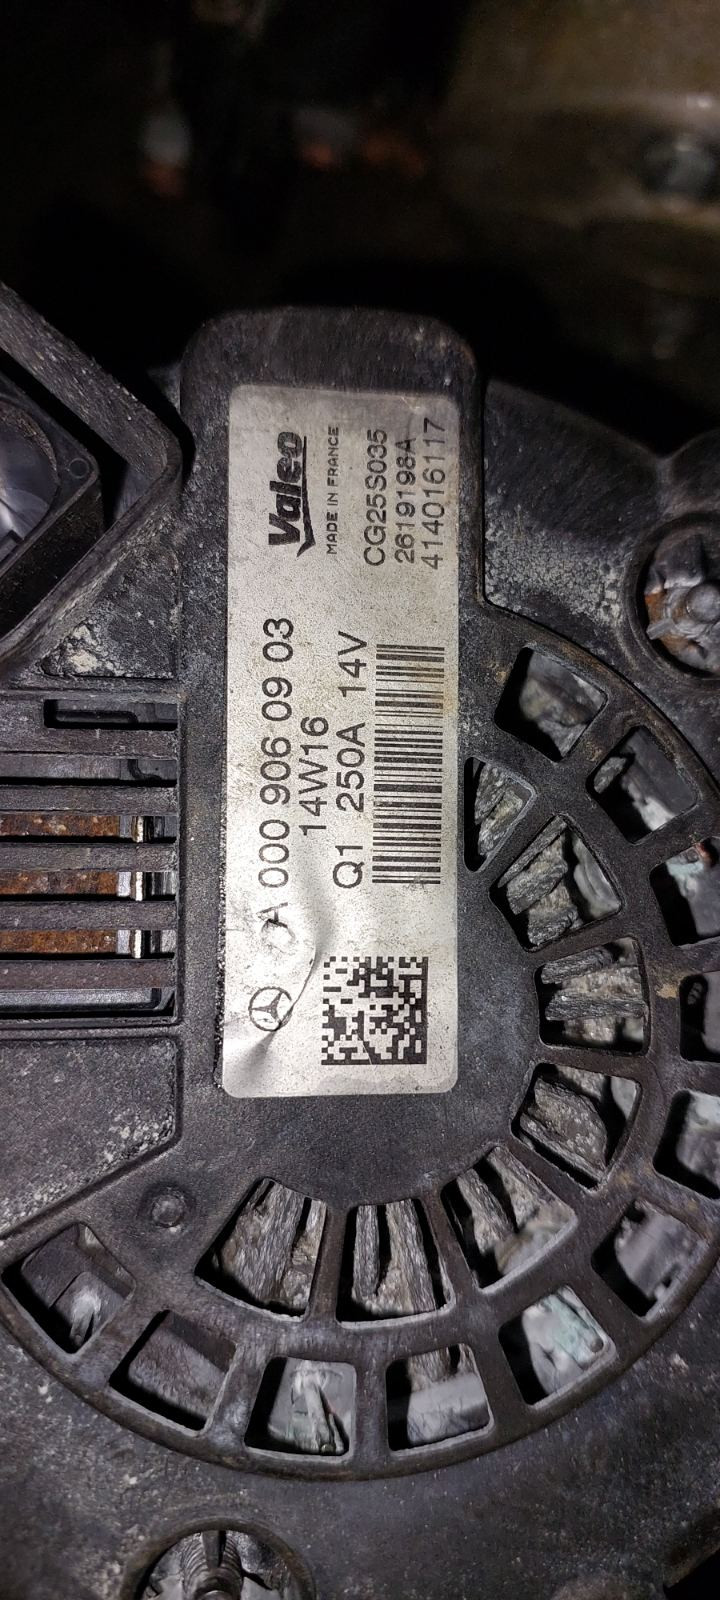 Valeo
MADE IN FRANCE
CG25S035
2619198A
414016117
A 000 906 09 03
14W16
Q1 250A 14V